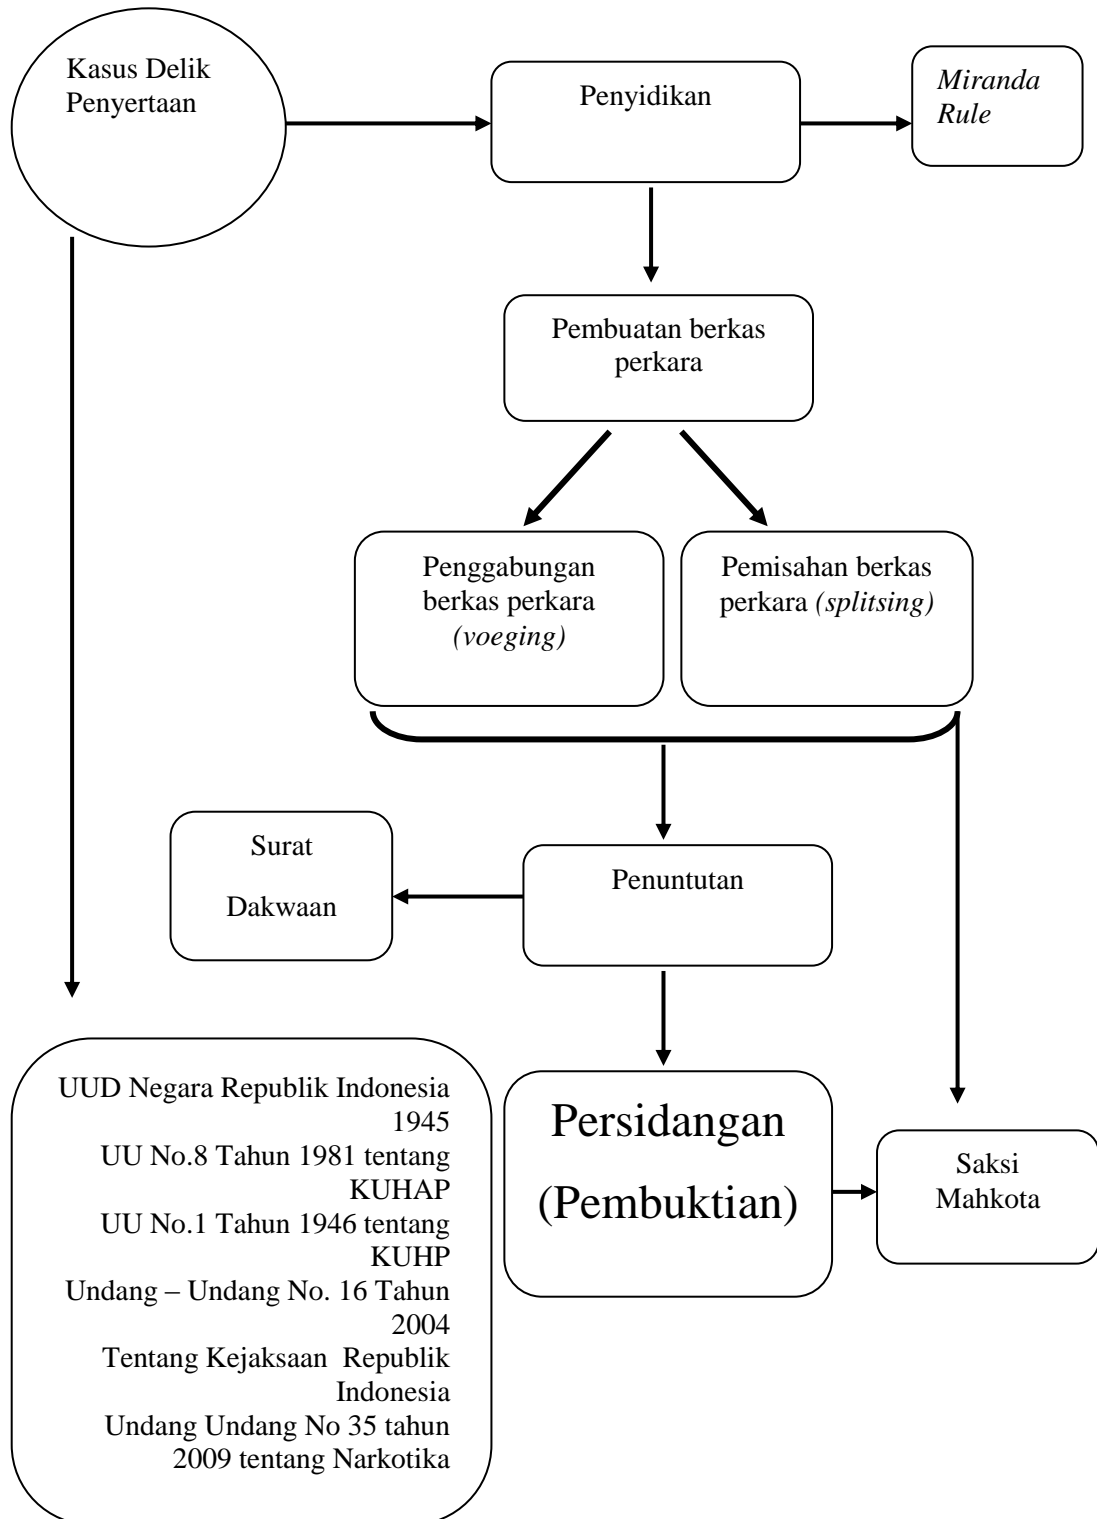 Kasus Delik
Penyertaan
Penyidikan
Miranda
Rule
Pembuatan berkas
perkara
Penggabungan
berkas perkara
(voeging)
Pemisahan berkas
perkara (splitsing)
Surat
Dakwaan
Penuntutan
UUD Negara Republik Indonesia
1945
UU No.8 Tahun 1981 tentang
KUHAP
UU No.1 Tahun 1946 tentang
KUHP
Undang – Undang No. 16 Tahun
2004
Tentang Kejaksaan  Republik
Indonesia
Undang Undang No 35 tahun
2009 tentang Narkotika
Persidangan
(Pembuktian)
Saksi
Mahkota